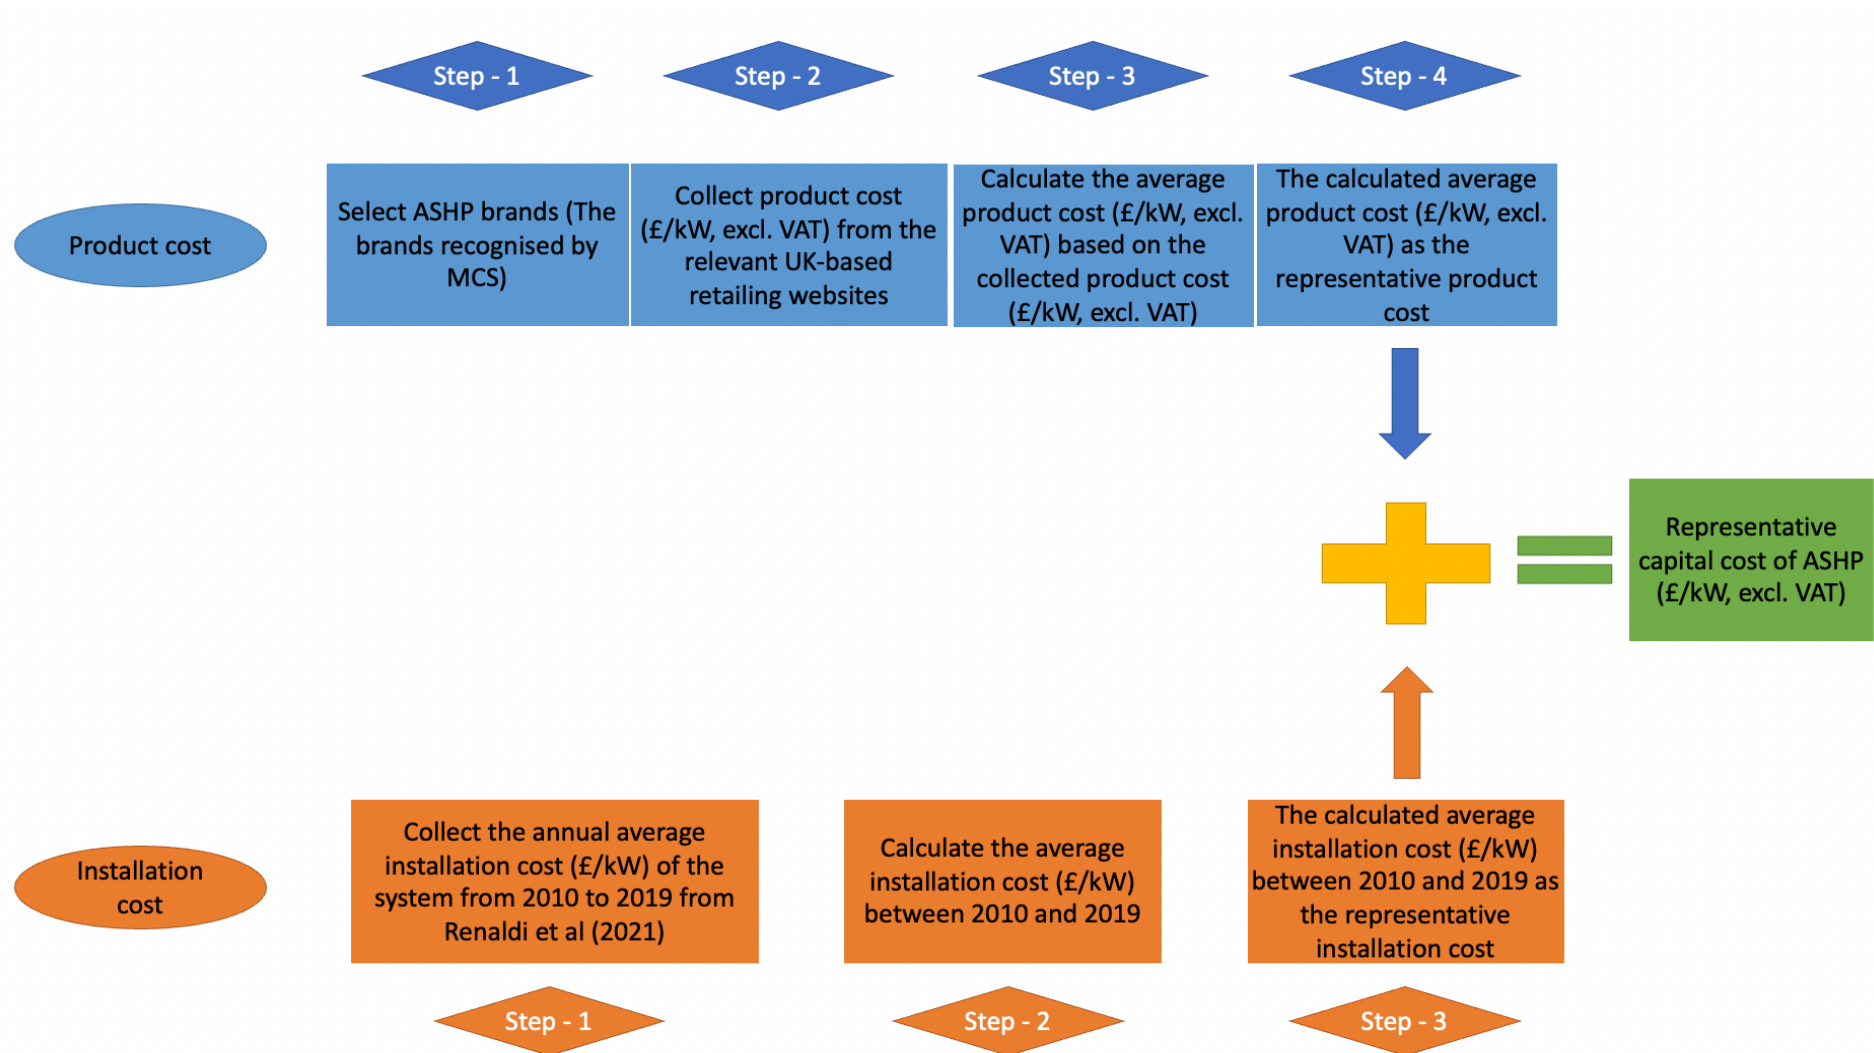 Step - 1
Step - 2
Step - 3
Step - 4
Product cost
Select ASHP brands (The
brands recognised by
MCS)
Collect product cost
(£/kW, excl. VAT) from the
relevant UK-based
retailing websites
Calculate the average
product cost (£/kW, excl.
VAT) based on the
collected product cost
(£/kW, excl. VAT)
The calculated average
product cost (£/kW, excl.
VAT) as the
representative product
cost
Representative
capital cost of ASHP
(£/kW, excl. VAT)
Installation
cost
Collect the annual average
installation cost (£/kW) of the
system from 2010 to 2019 from
Renaldi et al (2021)
Calculate the average
installation cost (£/kW)
between 2010 and 2019
The calculated average
installation cost (£/kW)
between 2010 and 2019 as
the representative
installation cost
Step - 1
Step - 2
Step - 3